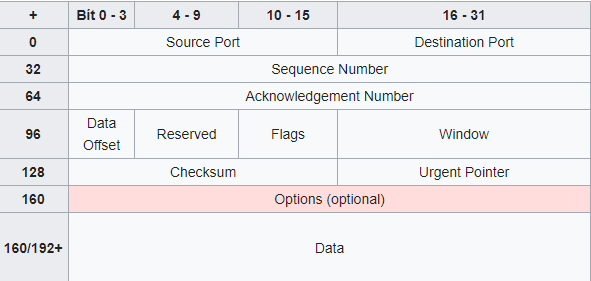 + Bít 0 - 3 4 - 9 10 - 15 16 - 31
0 Source Port Destination Port
32 Sequence Number
64 Acknowledgement Number
96 Data Offset Reserved Flags Window
128 Checksum Urgent Pointer
160 Options (optional)
160/192+ Data